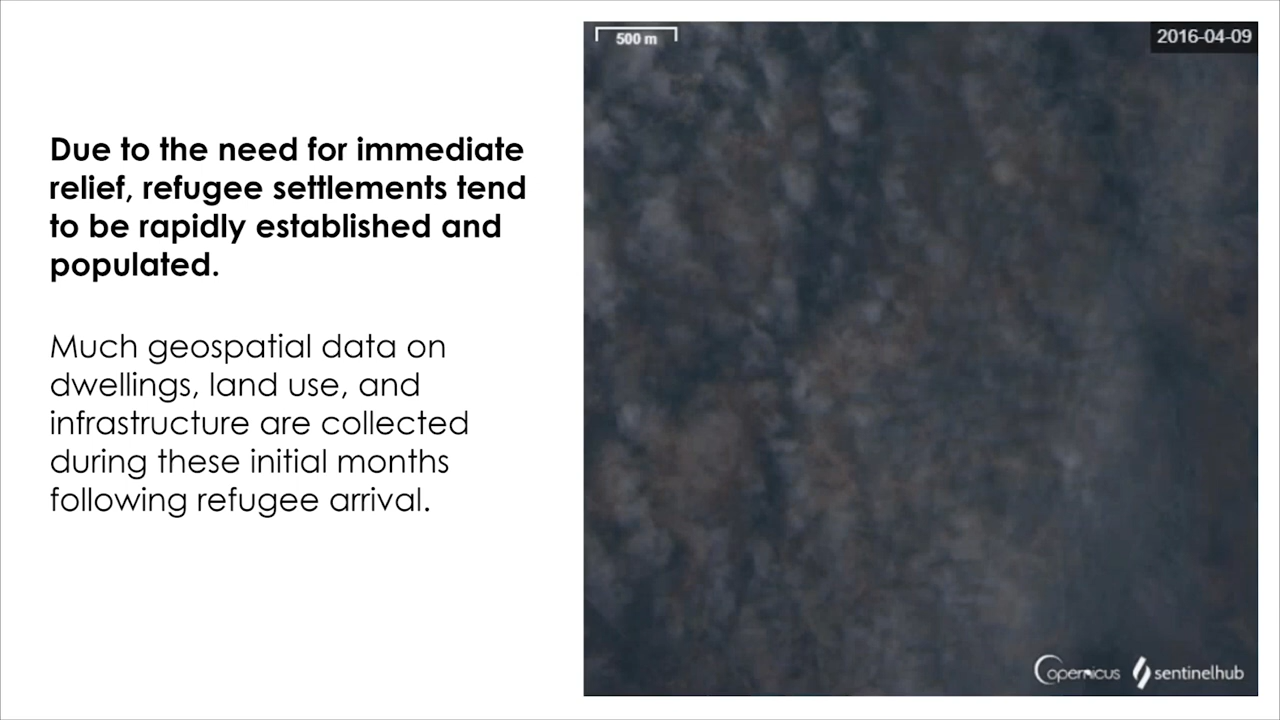 Due to the need for immediate
relief, refugee settlements tend
to be rapidly established and
populated.
Much geospatial data on
dwellings, land use, and
infrastructure are collected
during these initial months
following refugee arrival.
500 m
2016-04-09
Copernicus sentinelhub